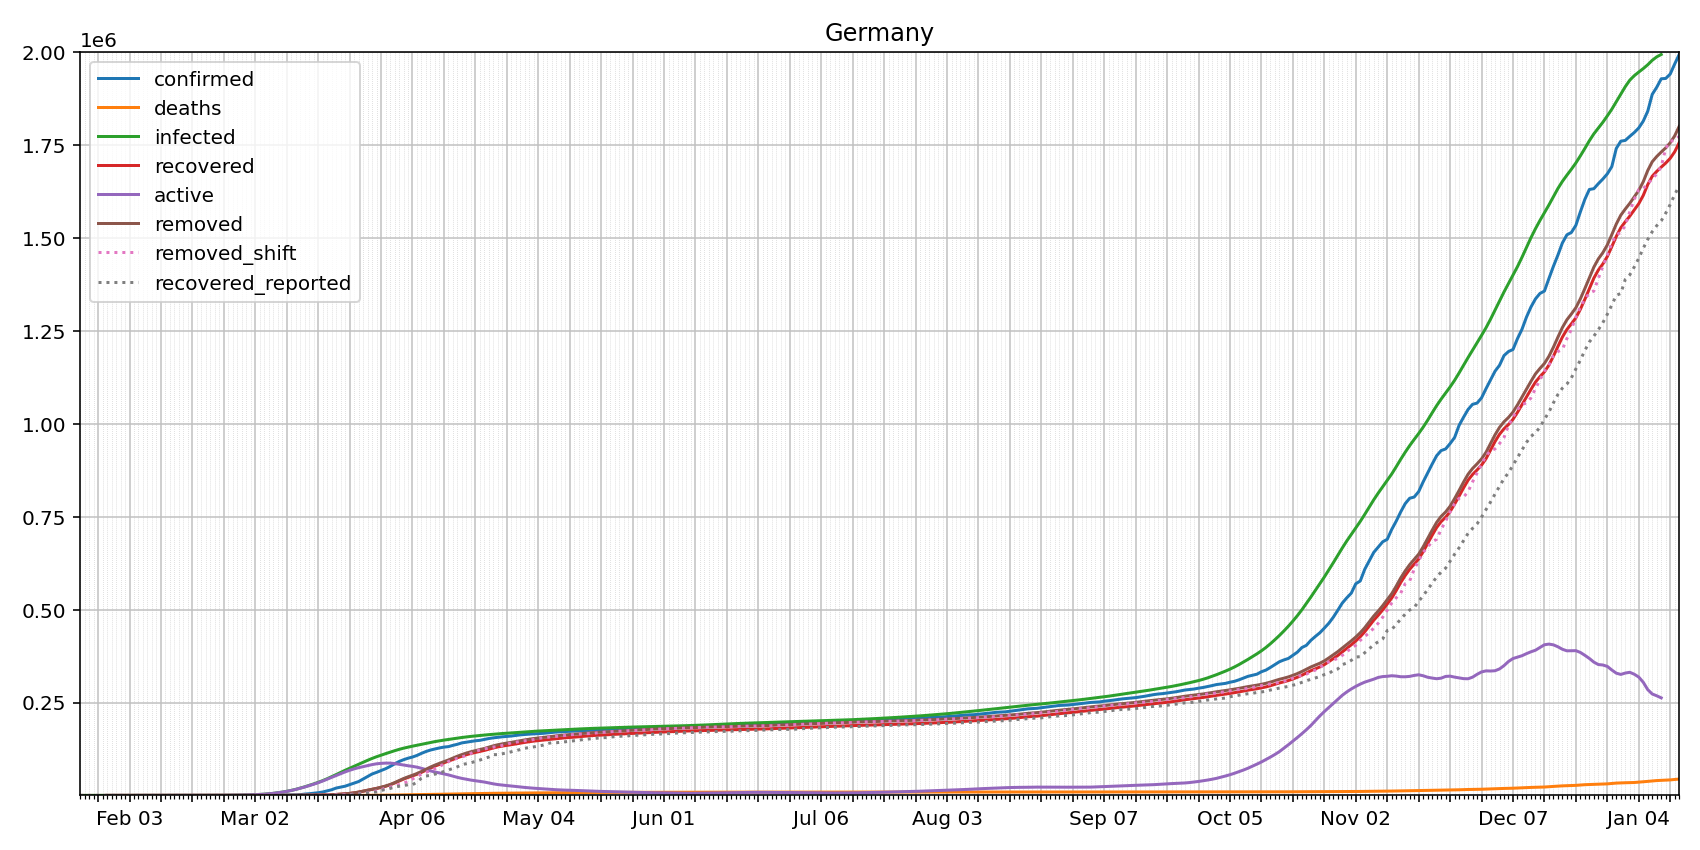 Germany
1e6
2.00
1.75
1.50
1.25
1.00
0.75
0.50
0.25
confirmed
deaths
infected
recovered
active
removed
removed_shift
recovered_reported
Feb 03 Mar 02 Apr 06 May 04 Jun 01 Jul 06 Aug 03 Sep 07 Oct 05 Nov 02 Dec 07 Jan 04